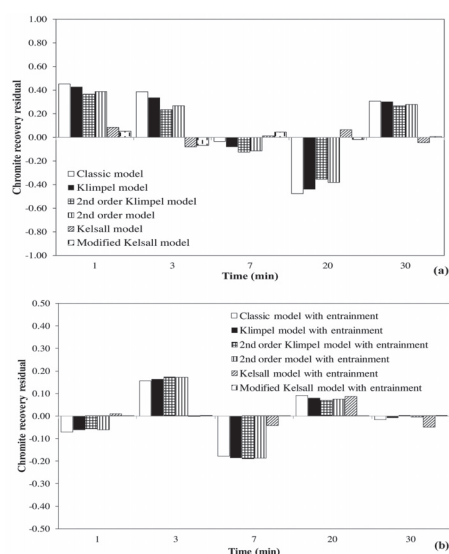 1.00
0.80
0.60
0.40
0.20
0.00
-0.20
-0.40
-0.60
-0.80
-1.00
Chromite recovery residual
Classic model
Klimpel model
2nd order Klimpel model
2nd order model
Kelsall model
Modified Kelsall model
1 3 7 20 30
Time (min)
(a)
0.50
0.40
0.30
0.20
0.10
0.00
-0.10
-0.20
-0.30
-0.40
-0.50
Chromite recovery residual
Classic model with entrainment
Klimpel model with entrainment
2nd order Klimpel model with entrainment
2nd order model with entrainment
Kelsall model with entrainment
Modified Kelsall model with entrainment
1 3 7 20 30
Time (min)
(b)